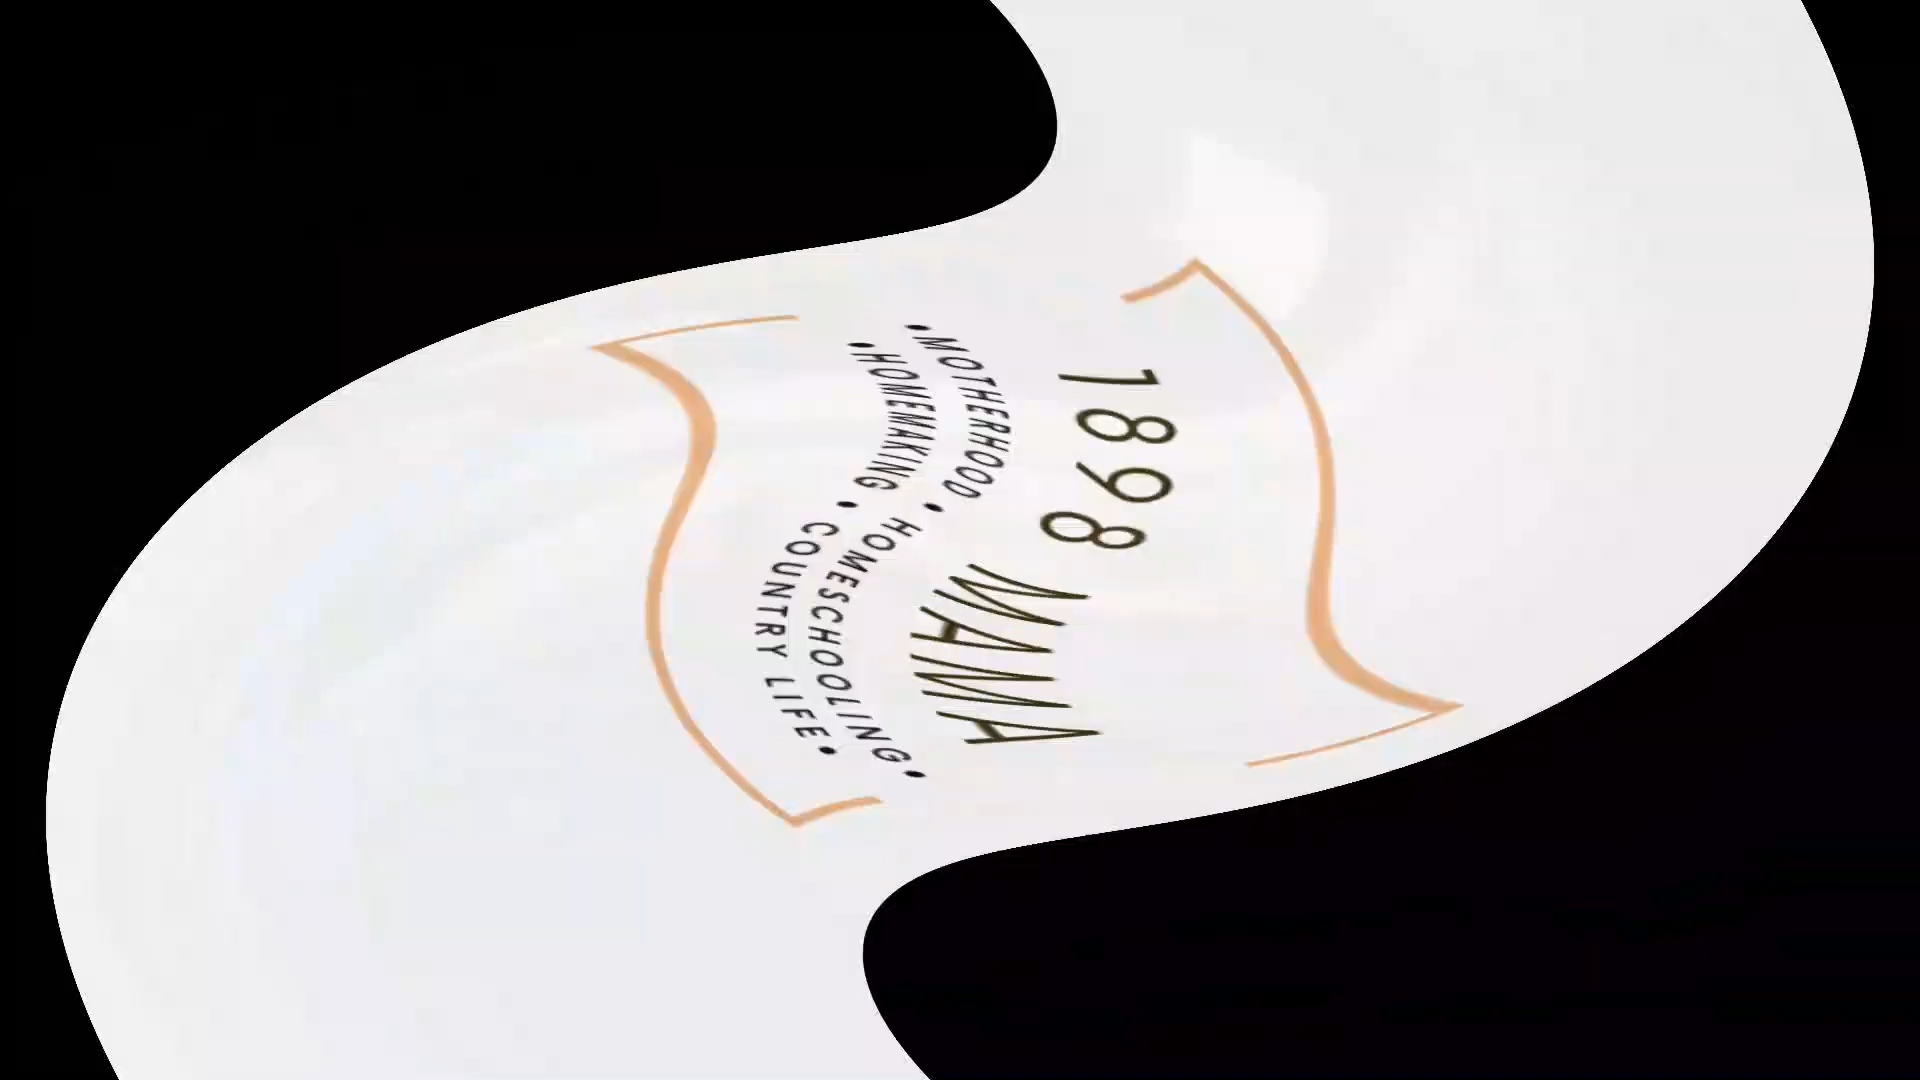 1898 MAMA
•MOTHERHOOD • HOMESCHOOLING•
•HOMEMAKING • COUNTRY LIFE•